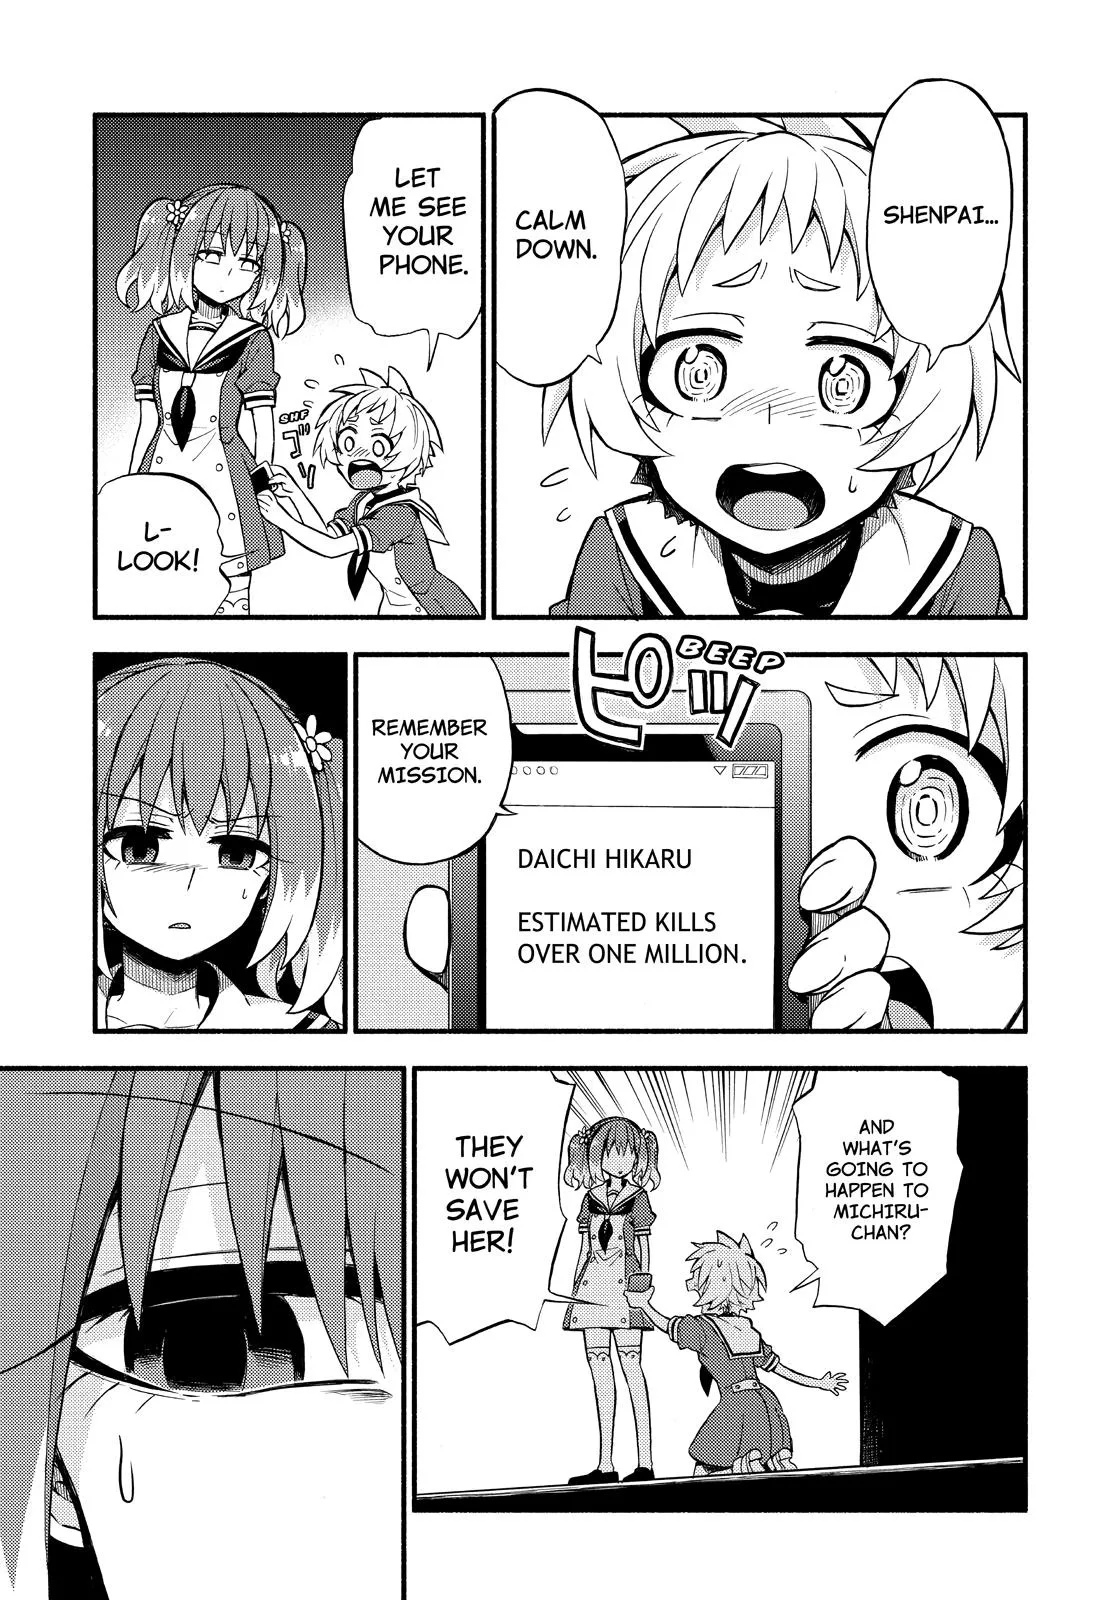 SHENPAI...
CALM
DOWN.
LET
ME SEE
YOUR
PHONE.
SHF
ゴソッ
L-
LOOK!
BEEP
ピッ
DAICHI HIKARU
ESTIMATED KILLS
OVER ONE MILLION.
REMEMBER
YOUR
MISSION.
AND
WHAT'S
GOING TO
HAPPEN TO
MICHIRU-
CHAN?
THEY
WON'T
SAVE
HER!